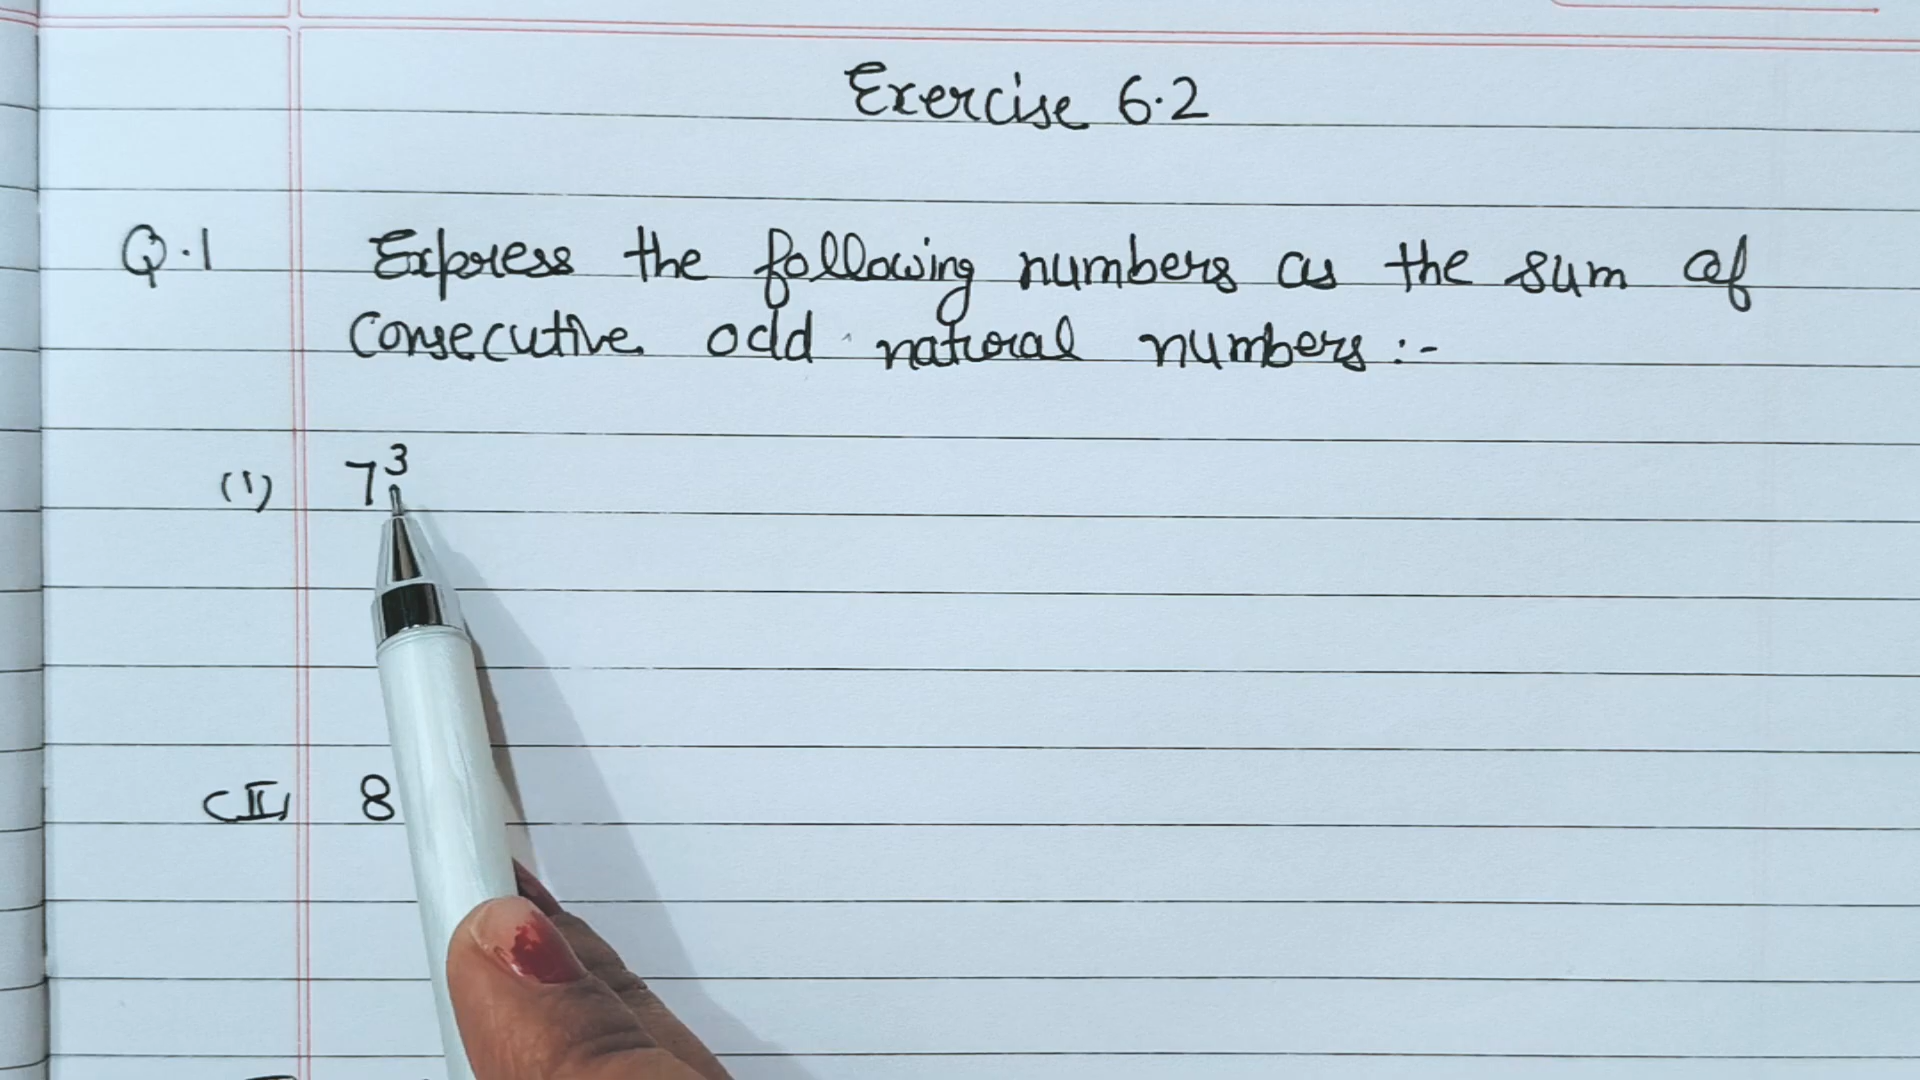 Exercise 6.2
Q.1 Express the following numbers as the sum of
Consecutive odd natural numbers :-
(1) 7³
(II) 8